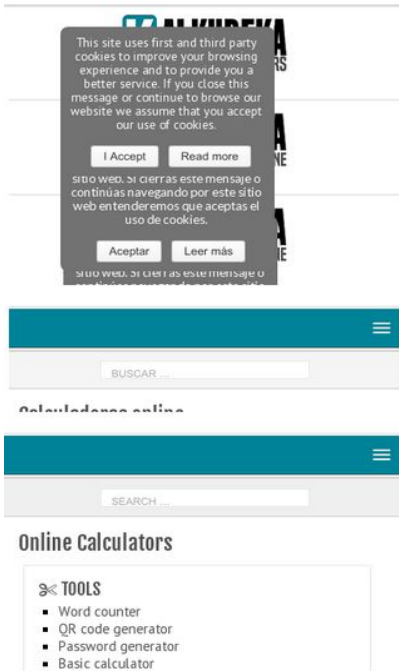 This site uses first and third party
cookies to improve your browsing
experience and to provide you a
better service. If you close this
message or continue to browse our
website we assume that you accept
our use of cookies.
I Accept Read more
sitio web. Si cierras este mensaje o
continúas navegando por este sitio
web entenderemos que aceptas el
uso de cookies.
Aceptar Leer más
sitio web. Si cierras este mensaje o
BUSCAR ...
Calculadoras online
SEARCH ...
Online Calculators
TOOLS
Word counter
QR code generator
Password generator
Basic calculator